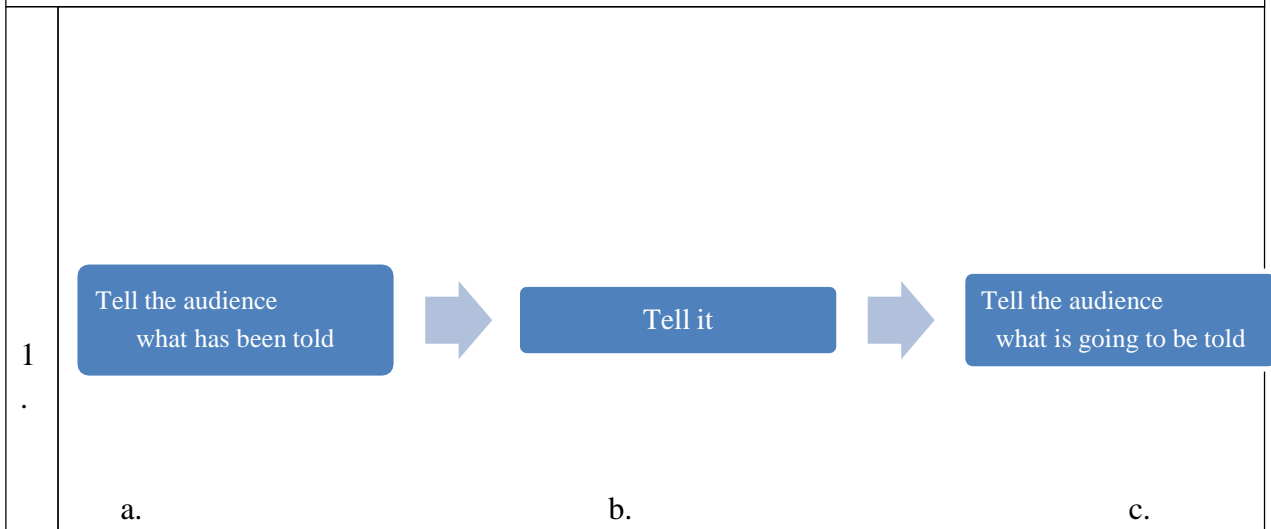 Tell the audience
what has been told
Tell it
Tell the audience
what is going to be told
1
.
a.
b.
c.